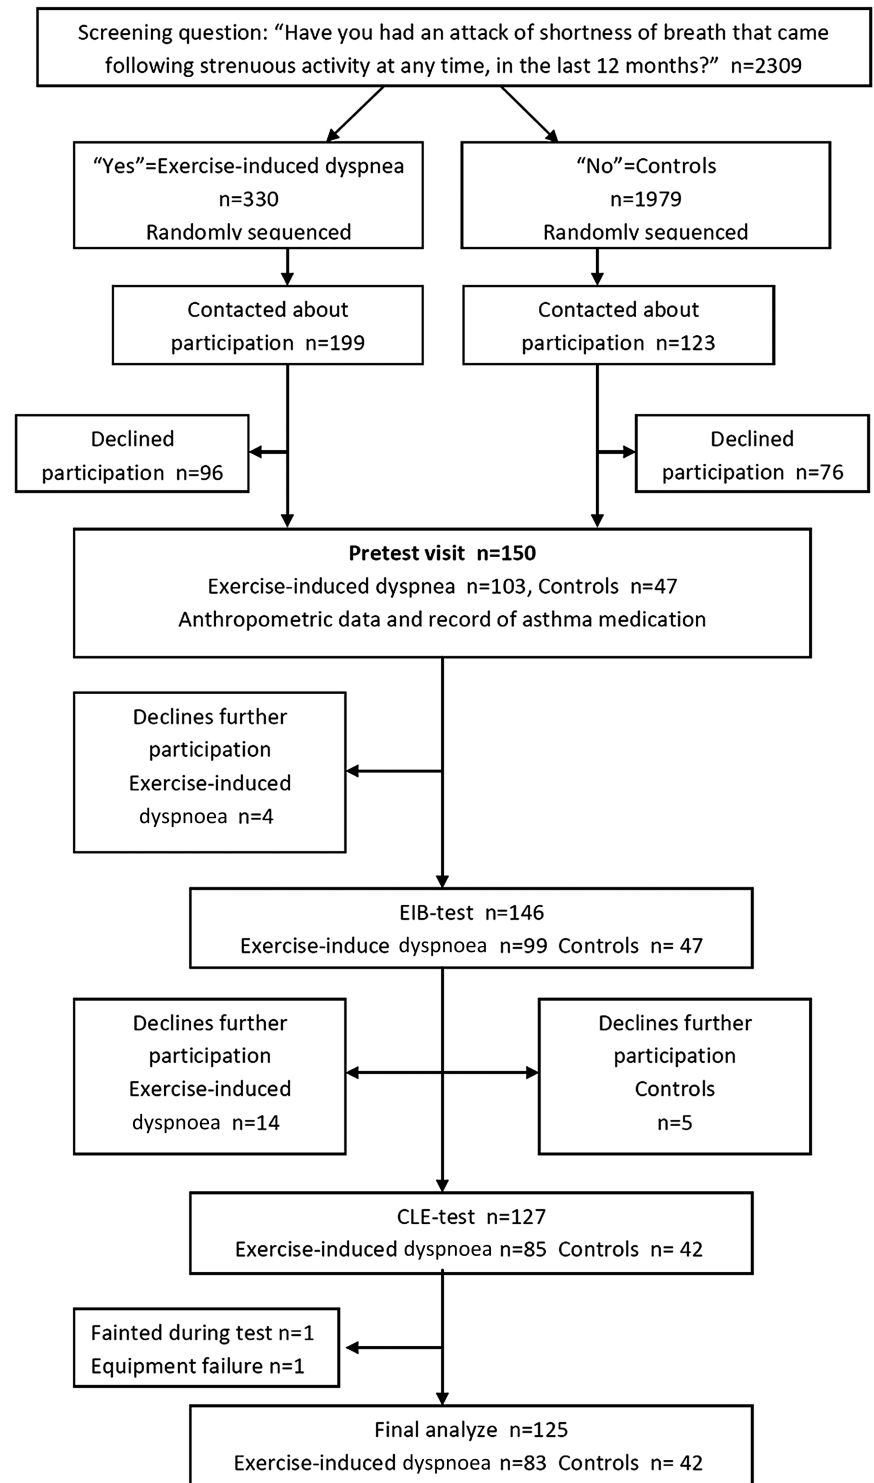 Screening question: “Have you had an attack of shortness of breath that came
following strenuous activity at any time, in the last 12 months?” n=2309
“Yes”=Exercise-induced dyspnea
n=330
Randomly sequenced
“No”=Controls
n=1979
Randomly sequenced
Contacted about
participation n=199
Contacted about
participation n=123
Declined
participation n=96
Declined
participation n=76
Pretest visit n=150
Exercise-induced dyspnea n=103, Controls n=47
Anthropometric data and record of asthma medication
Declines further
participation
Exercise-induced
dyspnoea n=4
EIB-test n=146
Exercise-induce dyspnoea n=99 Controls n= 47
Declines further
participation
Exercise-induced
dyspnoea n=14
Declines further
participation
Controls
n=5
CLE-test n=127
Exercise-induced dyspnoea n=85 Controls n= 42
Fainted during test n=1
Equipment failure n=1
Final analyze n=125
Exercise-induced dyspnoea n=83 Controls n= 42